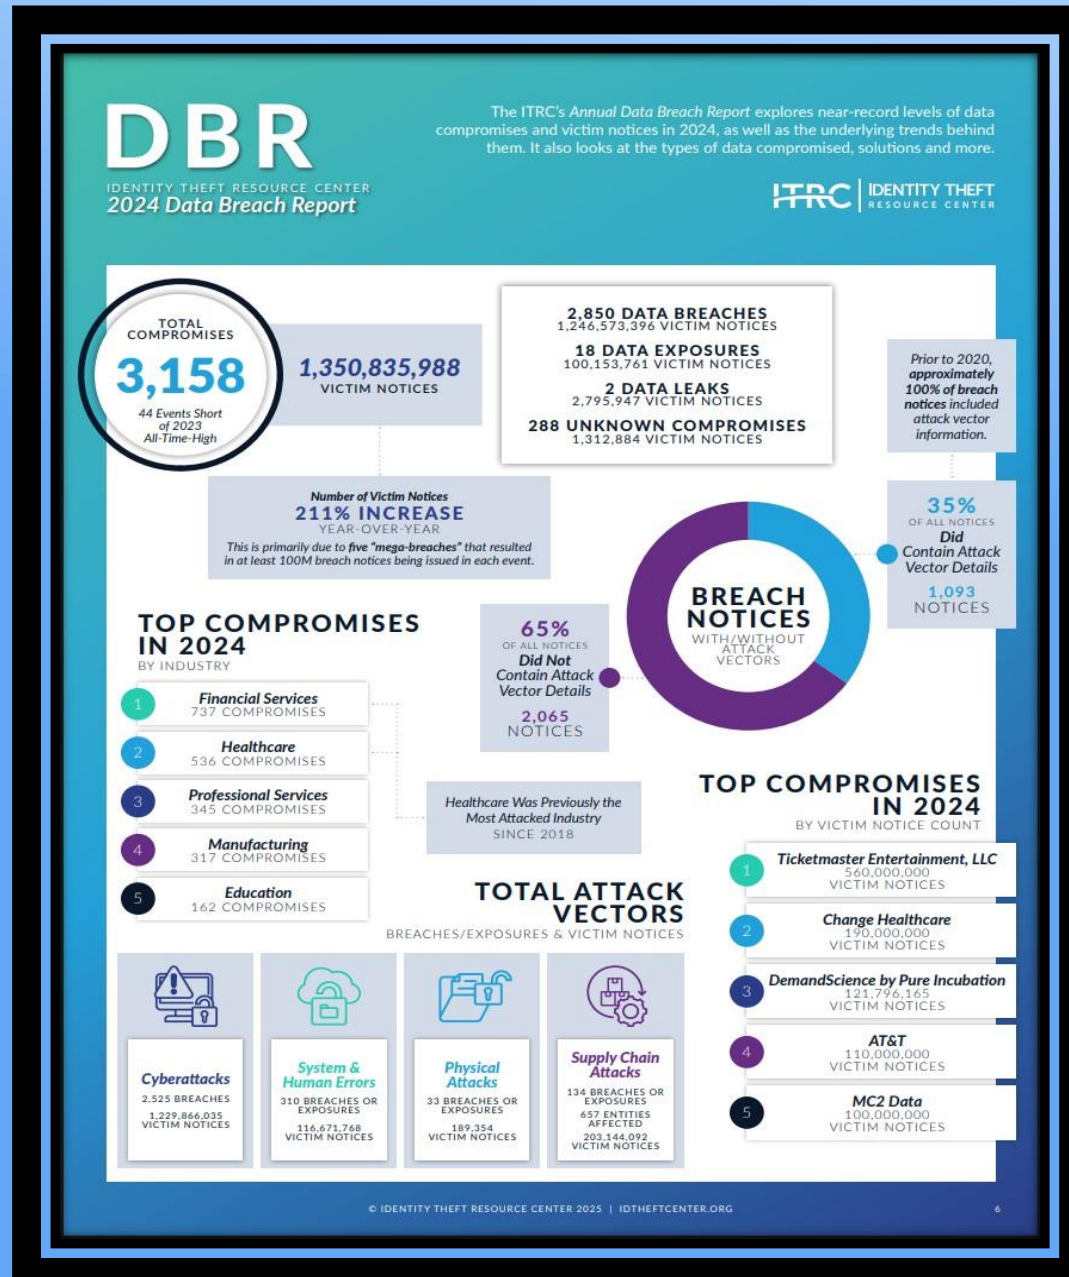 DBR
IDENTITY THEFT RESOURCE CENTER
2024 Data Breach Report
The ITRC's Annual Data Breach Report explores near-record levels of data
compromises and victim notices in 2024, as well as the underlying trends behind
them. It also looks at the types of data compromised, solutions and more.
ITRC IDENTITY THEFT
RESOURCE CENTER
TOTAL
COMPROMISES
3,158
44 Events Short
of 2023
All-Time-High
1,350,835,988
VICTIM NOTICES
2,850 DATA BREACHES
1,246,573,396 VICTIM NOTICES
18 DATA EXPOSURES
100,153,761 VICTIM NOTICES
2 DATA LEAKS
2,795,947 VICTIM NOTICES
288 UNKNOWN COMPROMISES
1,312,884 VICTIM NOTICES
Prior to 2020,
approximately
100% of breach
notices included
attack vector
information.
Number of Victim Notices
211% INCREASE
YEAR-OVER-YEAR
This is primarily due to five "mega-breaches" that resulted
in at least 100M breach notices being issued in each event.
35%
OF ALL NOTICES
Did
Contain Attack
Vector Details
1,093
NOTICES
BREACH
NOTICES
WITH/WITHOUT
ATTACK
VECTORS
65%
OF ALL NOTICES
Did Not
Contain Attack
Vector Details
2,065
NOTICES
TOP COMPROMISES
IN 2024
BY INDUSTRY
1
Financial Services
737 COMPROMISES
2
Healthcare
536 COMPROMISES
3
Professional Services
345 COMPROMISES
4
Manufacturing
317 COMPROMISES
5
Education
162 COMPROMISES
Healthcare Was Previously the
Most Attacked Industry
SINCE 2018
TOP COMPROMISES
IN 2024
BY VICTIM NOTICE COUNT
1
Ticketmaster Entertainment, LLC
560,000,000
VICTIM NOTICES
2
Change Healthcare
190,000,000
VICTIM NOTICES
3
DemandScience by Pure Incubation
121,796,165
VICTIM NOTICES
4
AT&T
110,000,000
VICTIM NOTICES
5
MC2 Data
100,000,000
VICTIM NOTICES
TOTAL ATTACK
VECTORS
BREACHES/EXPOSURES & VICTIM NOTICES
Cyberattacks
2,525 BREACHES
1,229,866,035
VICTIM NOTICES
System &
Human Errors
310 BREACHES OR
EXPOSURES
116,671,768
VICTIM NOTICES
Physical
Attacks
33 BREACHES OR
EXPOSURES
189,354
VICTIM NOTICES
Supply Chain
Attacks
134 BREACHES OR
EXPOSURES
657 ENTITIES
AFFECTED
203,144,092
VICTIM NOTICES
© IDENTITY THEFT RESOURCE CENTER 2025 | IDTHEFTCENTER.ORG
6